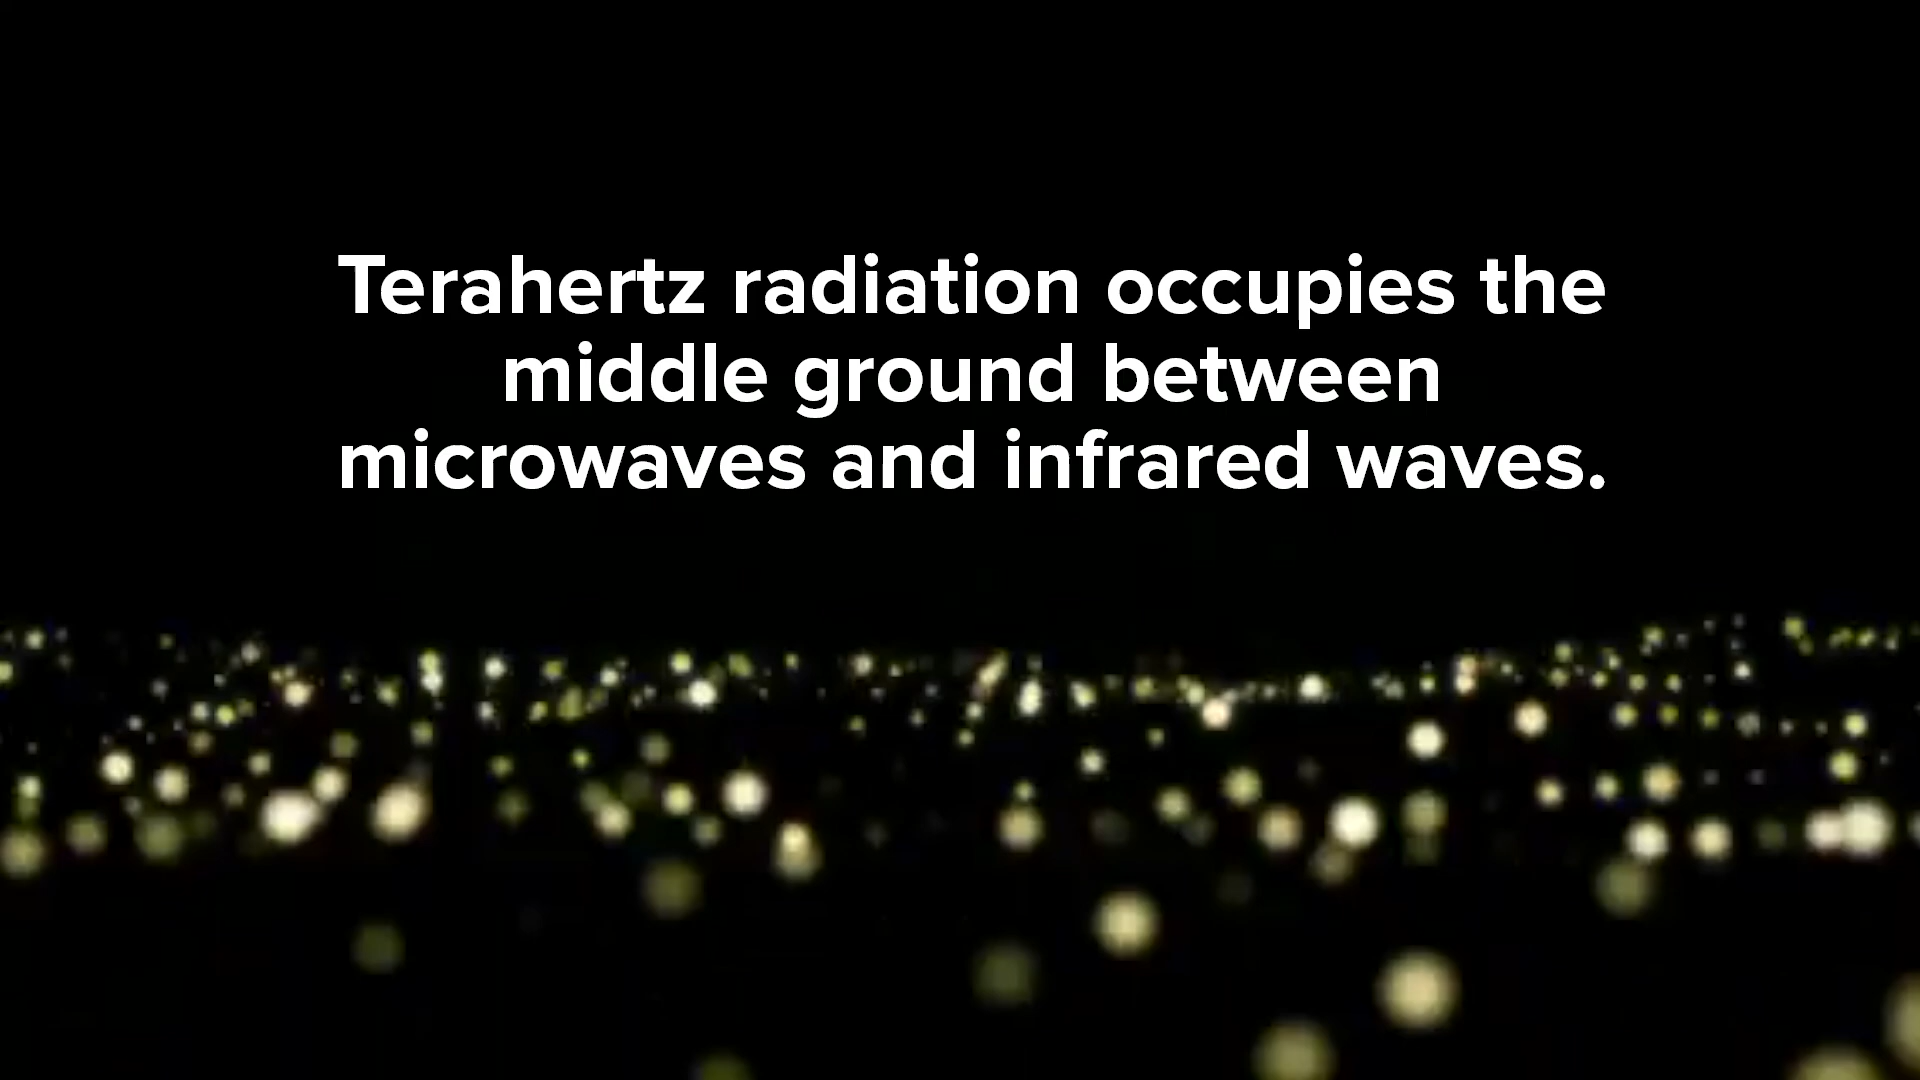 Terahertz radiation occupies the
middle ground between
microwaves and infrared waves.